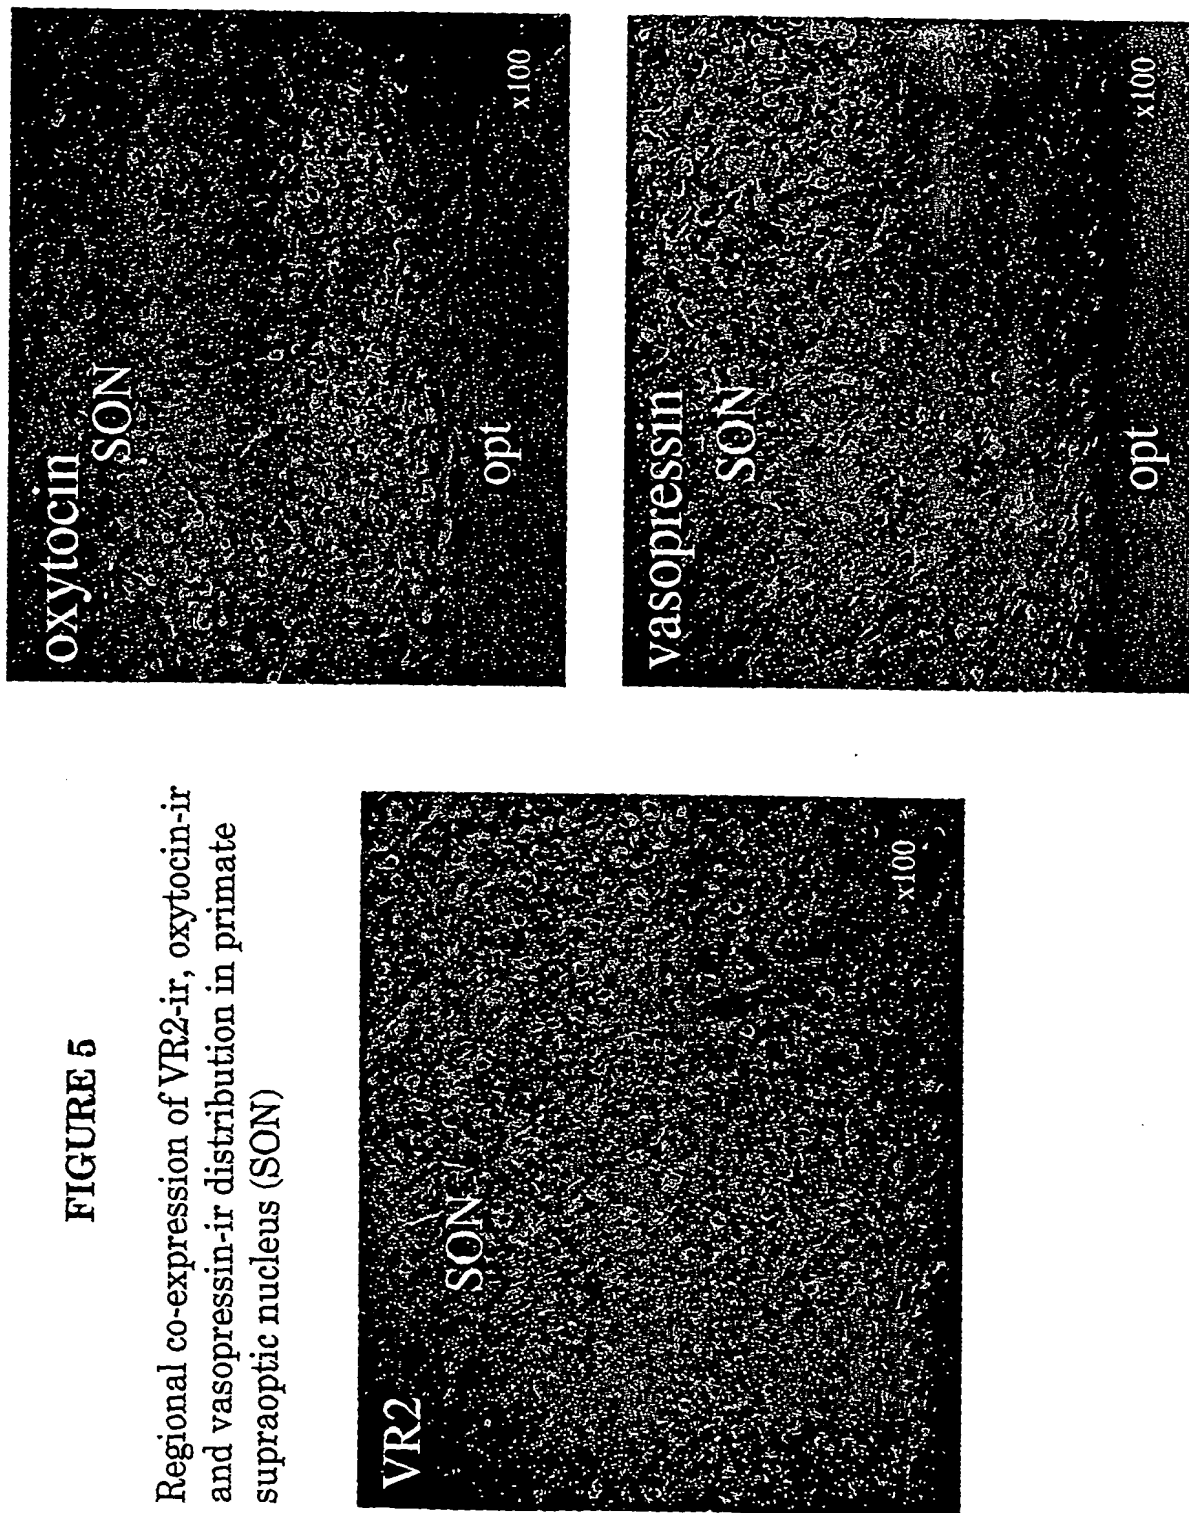 FIGURE 5
Regional co-expression of VR2-ir, oxytocin-ir
and vasopressin-ir distribution in primate
supraoptic nucleus (SON)
VR2
SON
x100
oxytocin
SON
opt
x100
vasopressin
SON
opt
x100